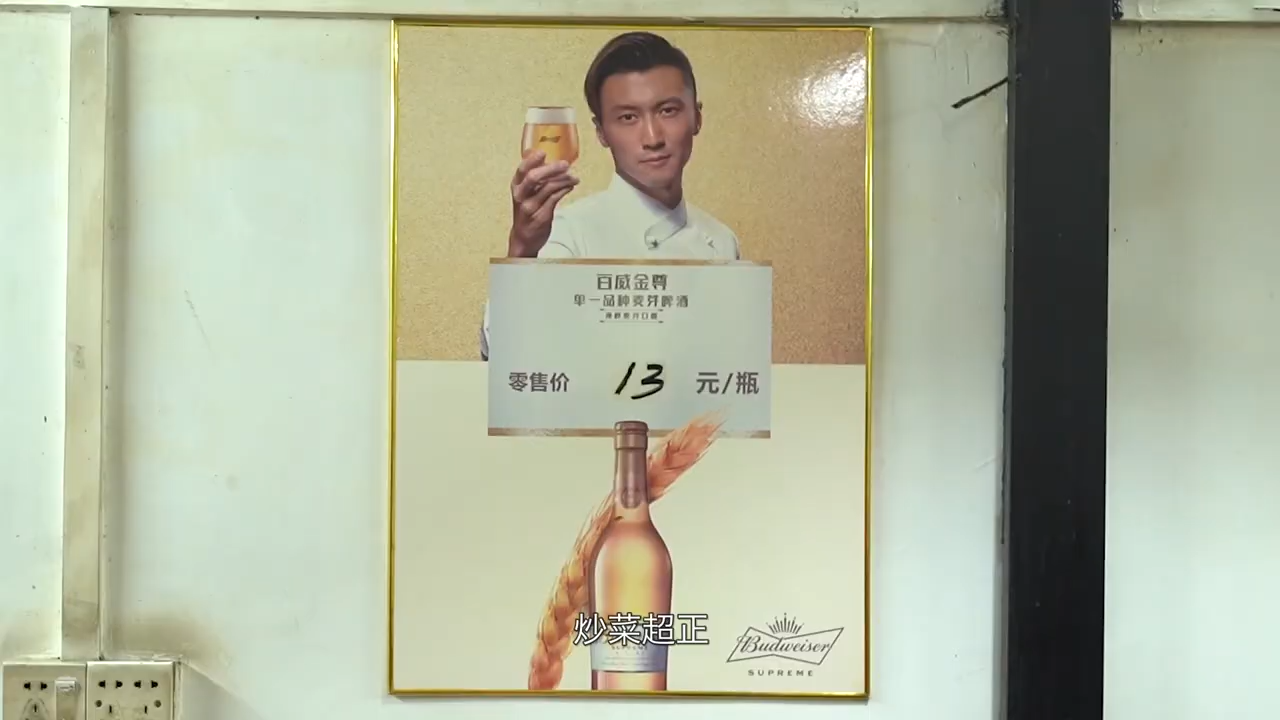 百威金尊
单一品种麦芽啤酒
零售价 13 元/瓶
炒菜超正
Budweiser
SUPREME